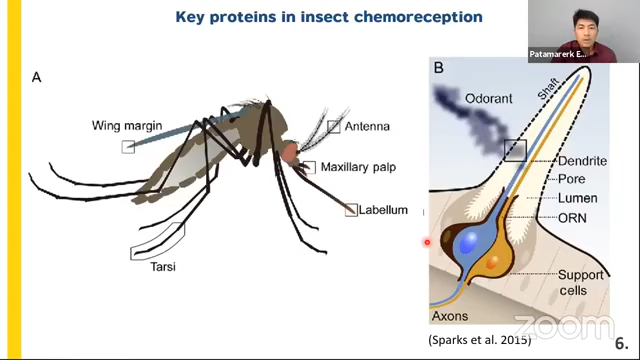 Key proteins in insect chemoreception
Patamarerk E...
A
Wing margin
Antenna
Maxillary palp
Labellum
Tarsi
B
Odorant
Shaft
Dendrite
Pore
Lumen
ORN
Support
cells
Axons
zoom
(Sparks et al. 2015)
6.